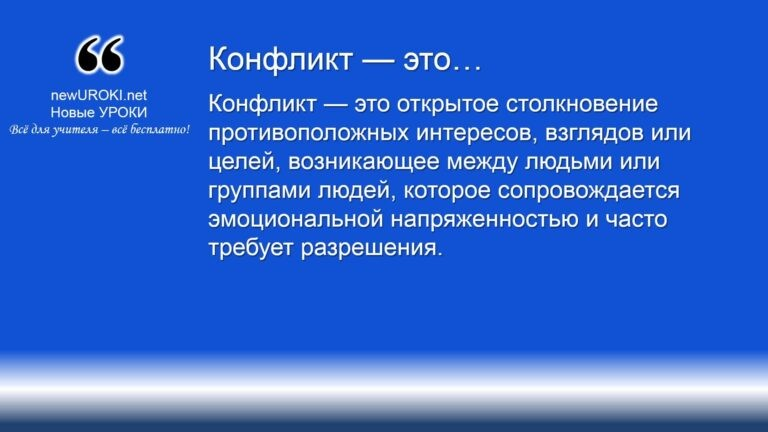 newUROKI.net
Новые УРОКИ
Всё для учителя – всё бесплатно!
Конфликт — это…
Конфликт — это открытое столкновение
противоположных интересов, взглядов или
целей, возникающее между людьми или
группами людей, которое сопровождается
эмоциональной напряженностью и часто
требует разрешения.